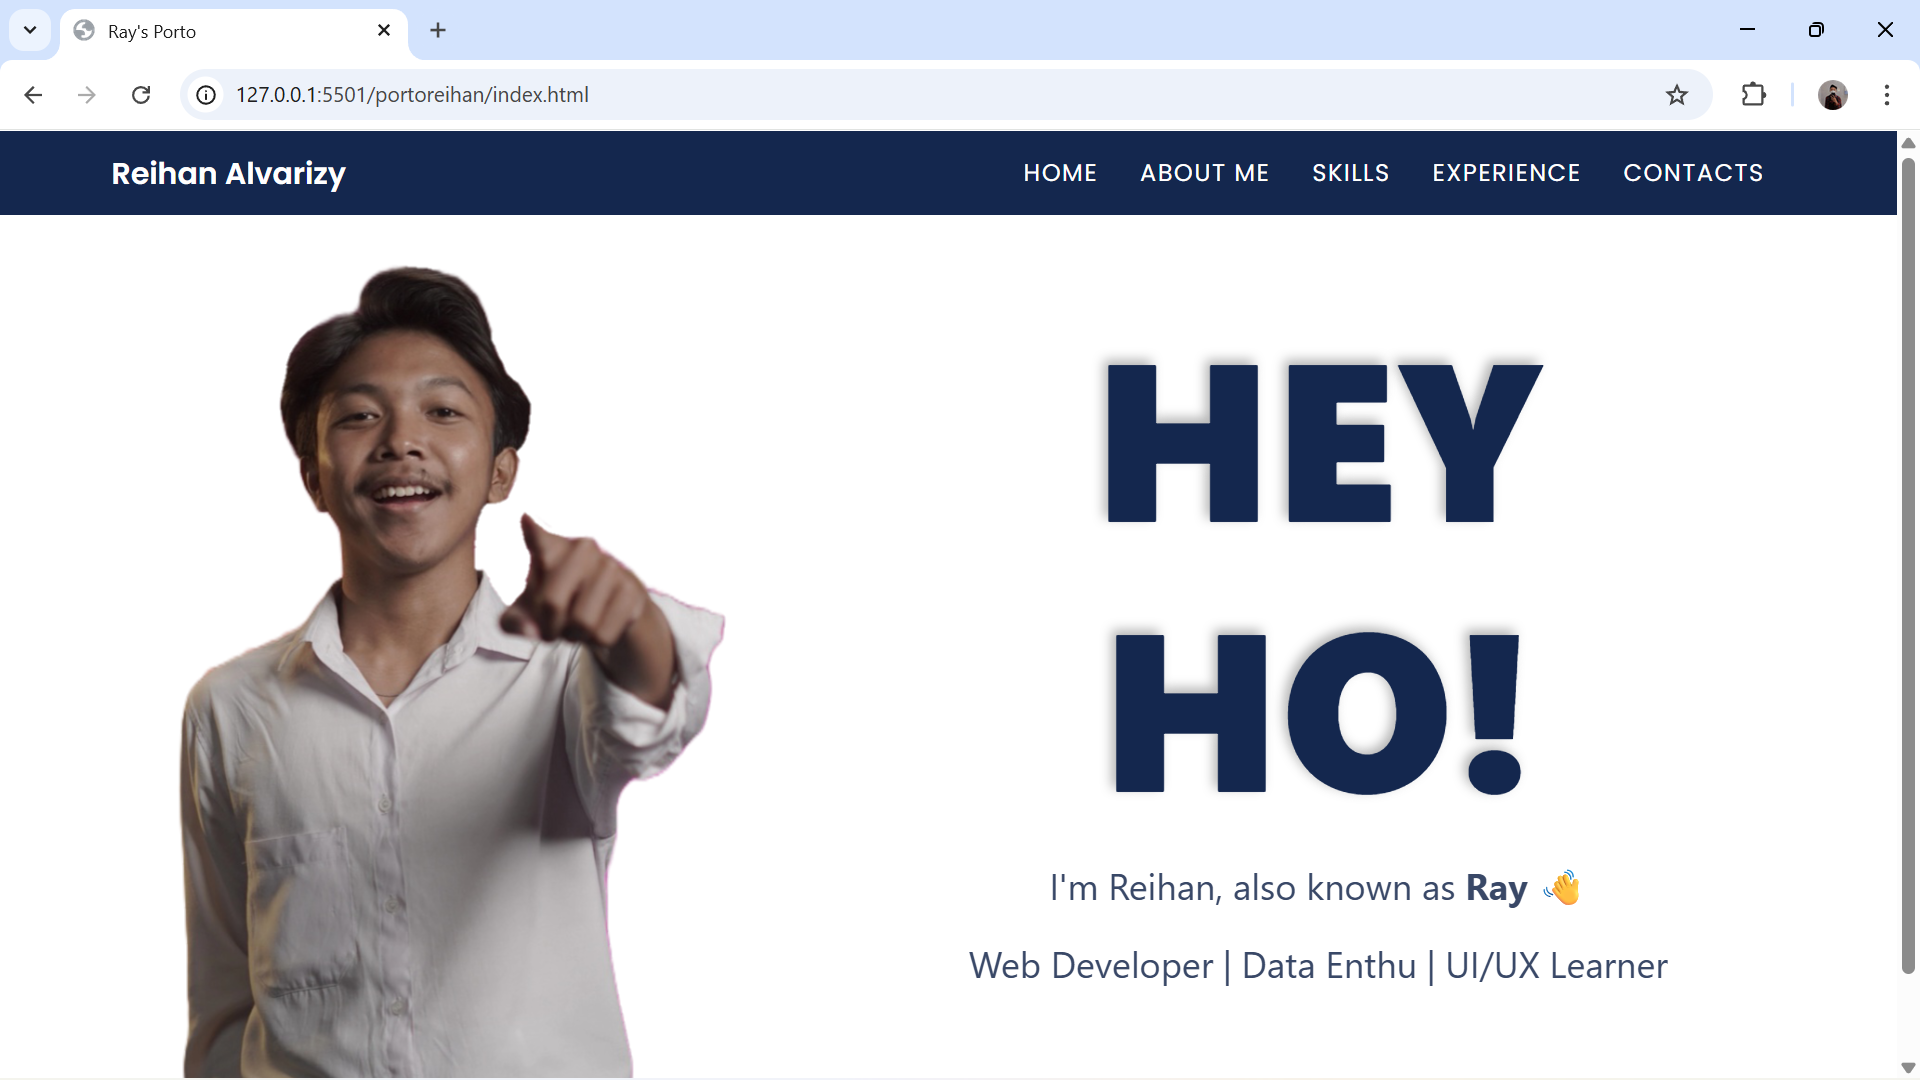 Ray's Porto
127.0.0.1:5501/portoreihan/index.html
Reihan Alvarizy
HOME ABOUT ME SKILLS EXPERIENCE CONTACTS
HEY
HO!
I'm Reihan, also known as Ray 👋
Web Developer | Data Enthu | UI/UX Learner